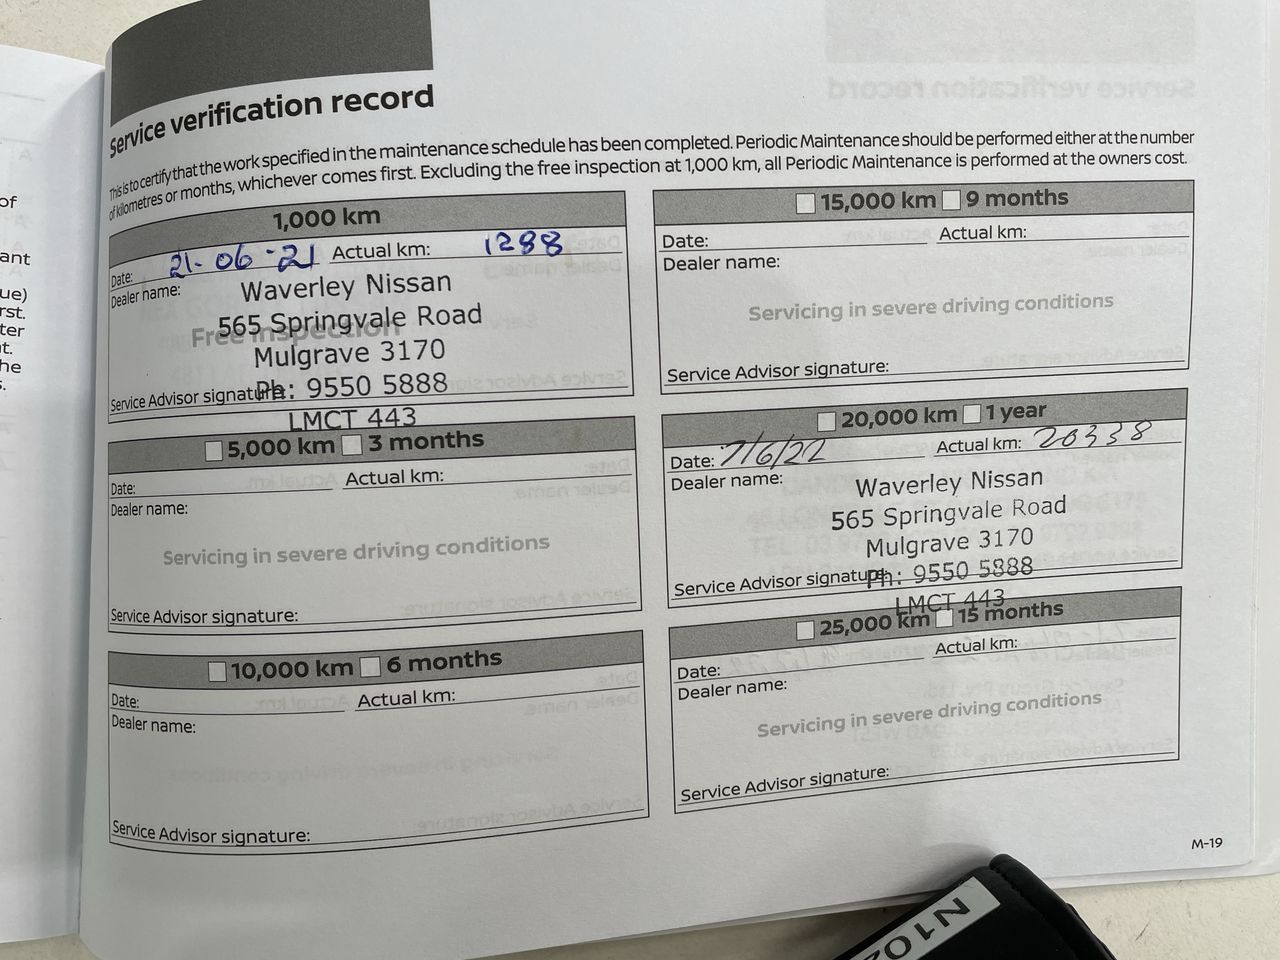 Service verification record
This is to certify that the work specified in the maintenance schedule has been completed. Periodic Maintenance should be performed either at the number
of kilometres or months, whichever comes first. Excluding the free inspection at 1,000 km, all Periodic Maintenance is performed at the owners cost.
1,000 km
Date: 21-06-21 Actual km: 1288
Dealer name: Waverley Nissan
565 Springvale Road
Free inspection
Mulgrave 3170
Service Advisor signature: Ph: 9550 5888
LMCT 443
5,000 km 3 months
Date: Actual km:
Dealer name:
Servicing in severe driving conditions
Service Advisor signature:
10,000 km 6 months
Date: Actual km:
Dealer name:
Service Advisor signature:
15,000 km 9 months
Date: Actual km:
Dealer name:
Servicing in severe driving conditions
Service Advisor signature:
20,000 km 1 year
Date: 7/6/22 Actual km: 20338
Dealer name: Waverley Nissan
565 Springvale Road
Mulgrave 3170
Service Advisor signature: Ph: 9550 5888
LMCT 443
25,000 km 15 months
Date: Actual km:
Dealer name:
Servicing in severe driving conditions
Service Advisor signature:
M-19
of
ant
ue)
rst.
ter
t.
he
s.
N102